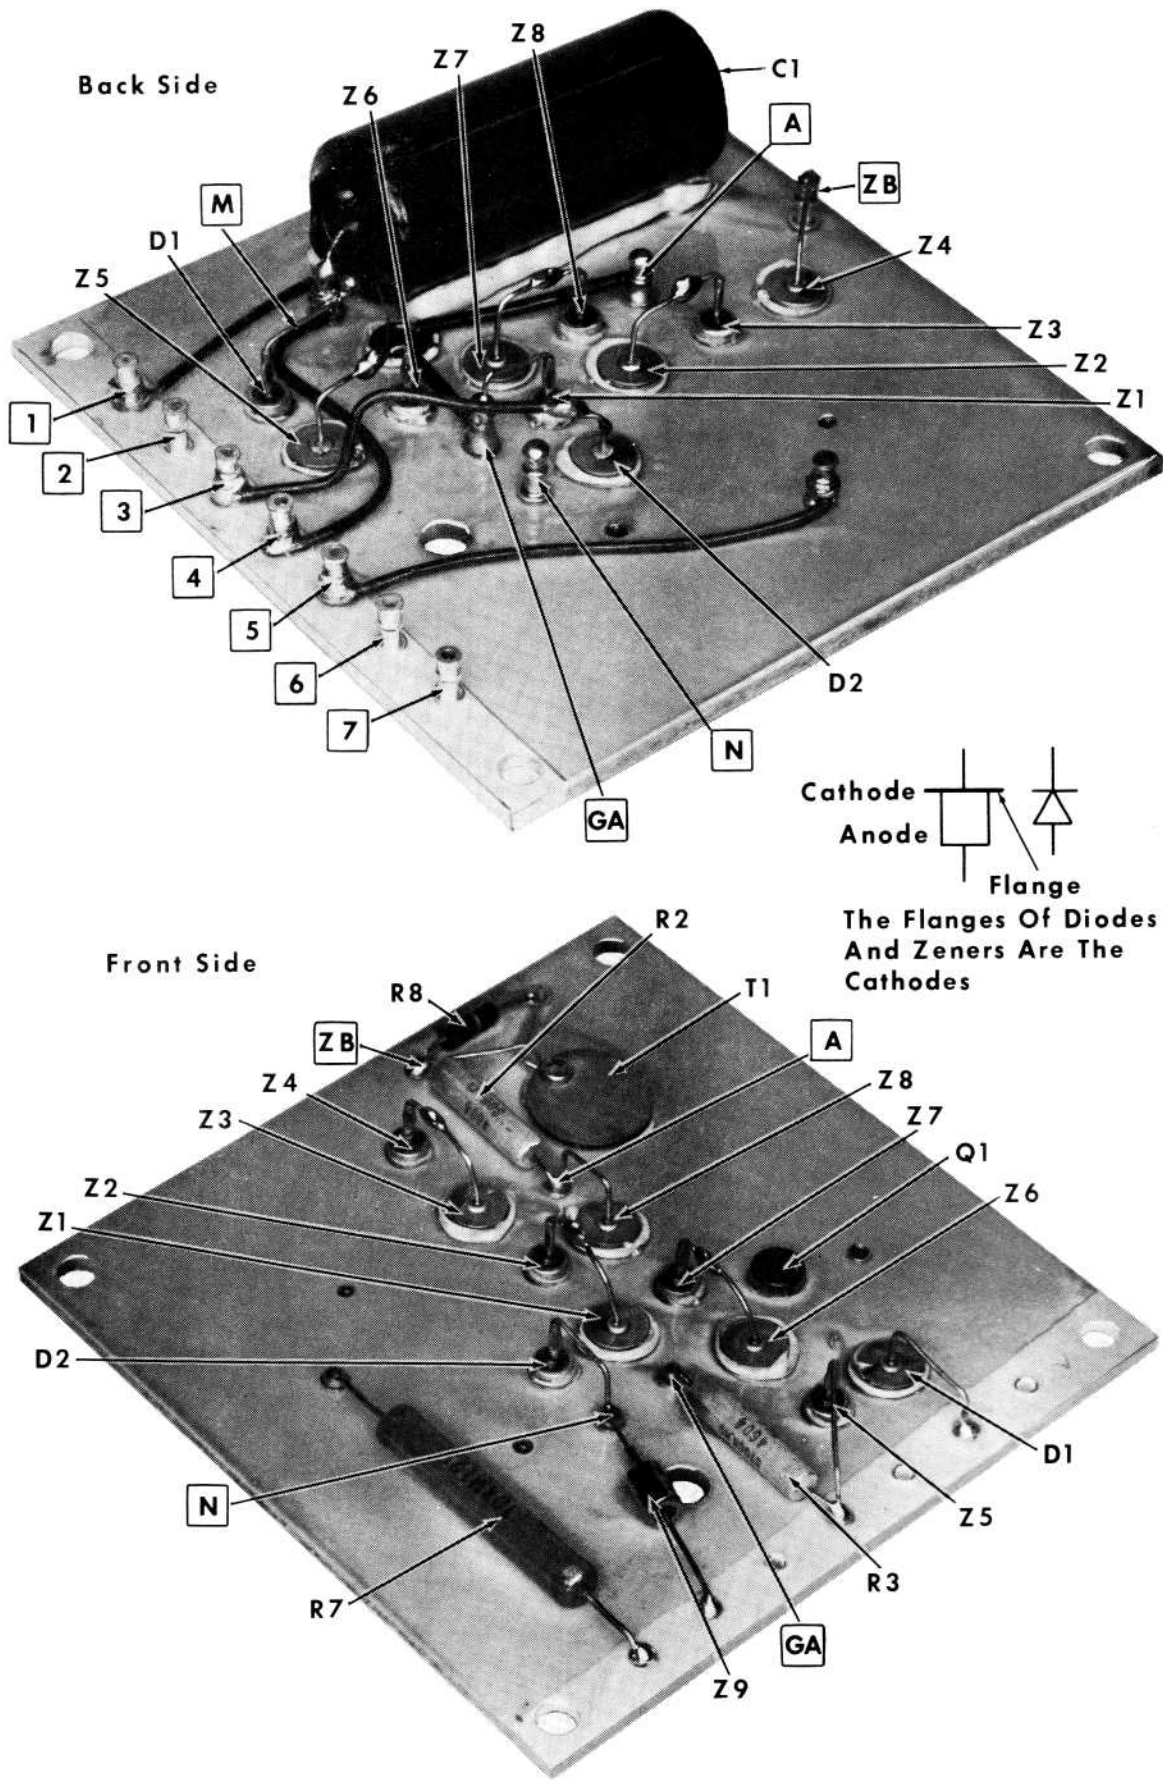 Back Side
Z8
Z7
C1
Z6
A
ZB
M
D1
Z4
Z5
Z3
Z2
Z1
1
2
3
4
5
6
7
D2
N
GA
Cathode
Anode
Flange
The Flanges Of Diodes
And Zeners Are The
Cathodes
Front Side
R2
R8
T1
ZB
A
Z4
Z8
Z3
Z7
Q1
Z2
Z6
Z1
D2
D1
N
Z5
R3
R7
GA
Z9